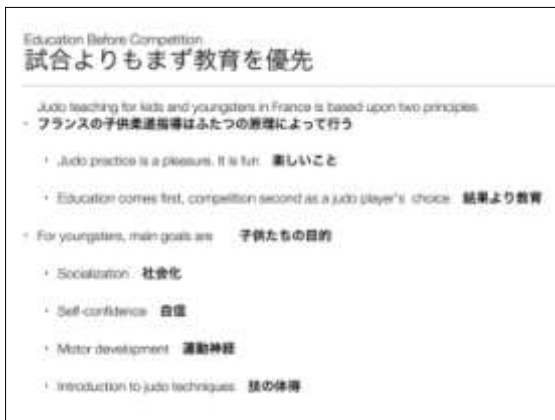 Education Before Competition
試合よりもまず教育を優先
Judo teaching for kids and youngsters in France is based upon two principles
・ フランスの子供柔道指導はふたつの原理によって行う
・ Judo practice is a pleasure. It is fun 楽しいこと
・ Education comes first, competition second as a judo player's choice 結果より教育
・ For youngsters, main goals are 子供たちの目的
・ Socialization 社会化
・ Self-confidence 自信
・ Motor development 運動神経
・ Introduction to judo techniques 技の体得